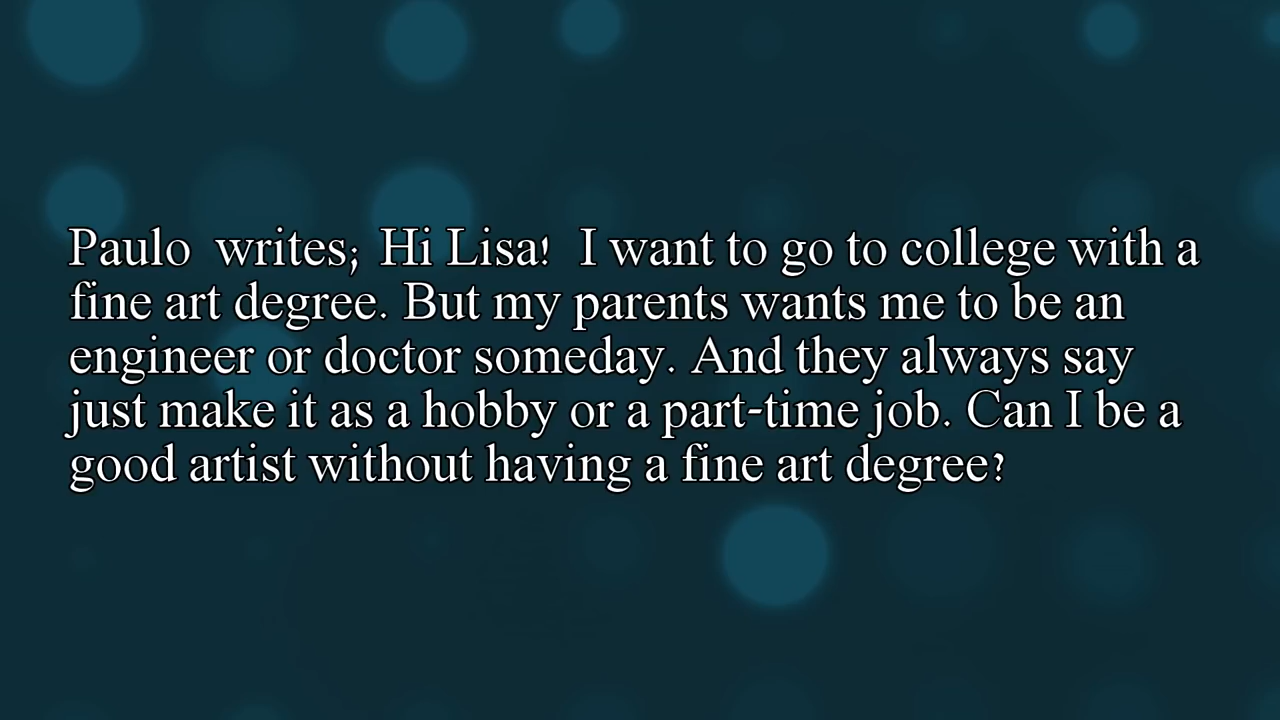 Paulo writes; Hi Lisa! I want to go to college with a
fine art degree. But my parents wants me to be an
engineer or doctor someday. And they always say
just make it as a hobby or a part-time job. Can I be a
good artist without having a fine art degree?